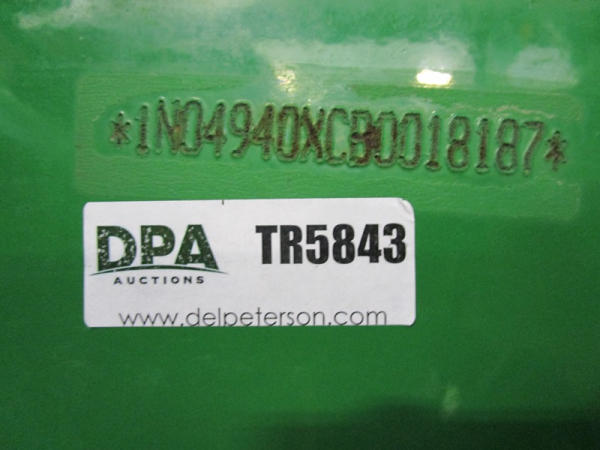 *1N04940XCB0018187*
DPA TR5843
AUCTIONS
www.delpeterson.com